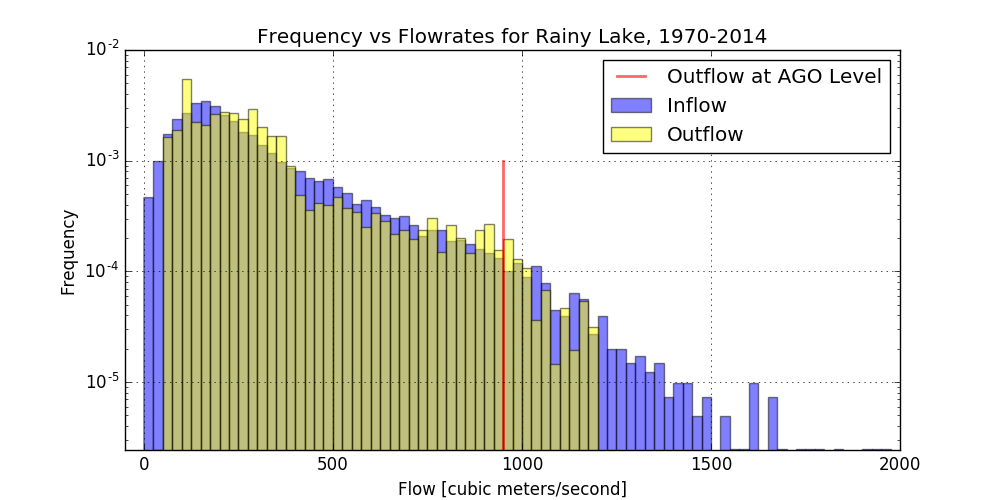 Frequency vs Flowrates for Rainy Lake, 1970-2014
10^-2
10^-3
10^-4
10^-5
Frequency
Outflow at AGO Level
Inflow
Outflow
0 500 1000 1500 2000
Flow [cubic meters/second]